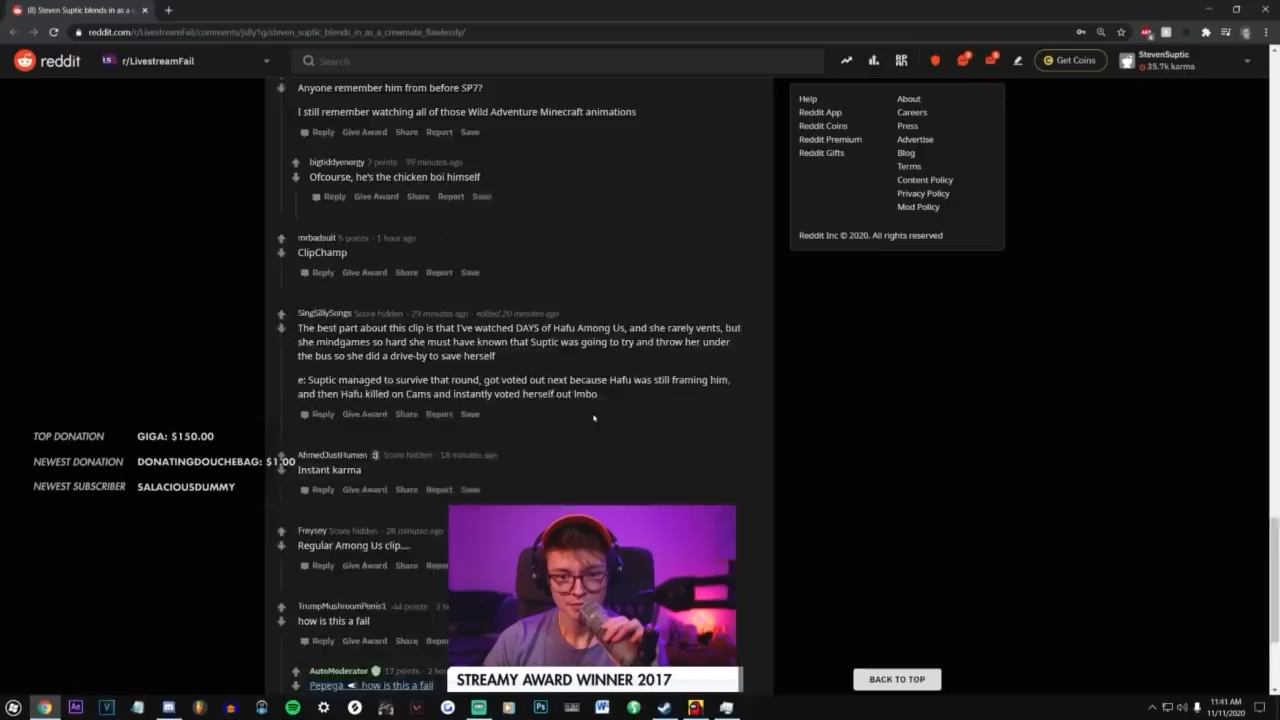 (8) Steven Suptic blends in as a c
reddit.com/r/LivestreamFail/comments/jslly1g/steven_suptic_blends_in_as_a_crewmate_flawlessly/
reddit
r/LivestreamFail
Search
Get Coins
StevenSuptic
35.7k karma
Anyone remember him from before SP7?
I still remember watching all of those Wild Adventure Minecraft animations
Reply Give Award Share Report Save
bigtiddyenergy 7 points · 39 minutes ago
Ofcourse, he's the chicken boi himself
Reply Give Award Share Report Save
mrbadsuit 5 points · 1 hour ago
ClipChamp
Reply Give Award Share Report Save
SingSillySongs Score hidden · 29 minutes ago · edited 20 minutes ago
The best part about this clip is that I've watched DAYS of Hafu Among Us, and she rarely vents, but
she mindgames so hard she must have known that Suptic was going to try and throw her under
the bus so she did a drive-by to save herself
e: Suptic managed to survive that round, got voted out next because Hafu was still framing him,
and then Hafu killed on Cams and instantly voted herself out lmbo
Reply Give Award Share Report Save
AhmedJustHumen Score hidden · 18 minutes ago
Instant karma
Reply Give Award Share Report Save
Freysey Score hidden · 28 minutes ago
Regular Among Us clip....
Reply Give Award Share Repor
TrumpMushroomPenis1 44 points · 2 h
how is this a fail
Reply Give Award Share Repor
AutoModerator 17 points · 2 hou
Pepega how is this a fail
Help
Reddit App
Reddit Coins
Reddit Premium
Reddit Gifts
About
Careers
Press
Advertise
Blog
Terms
Content Policy
Privacy Policy
Mod Policy
Reddit Inc © 2020. All rights reserved
TOP DONATION GIGA: $150.00
NEWEST DONATION DONATINGDOUCHEBAG: $1.00
NEWEST SUBSCRIBER SALACIOUSDUMMY
STREAMY AWARD WINNER 2017
BACK TO TOP
11:41 AM
11/11/2020